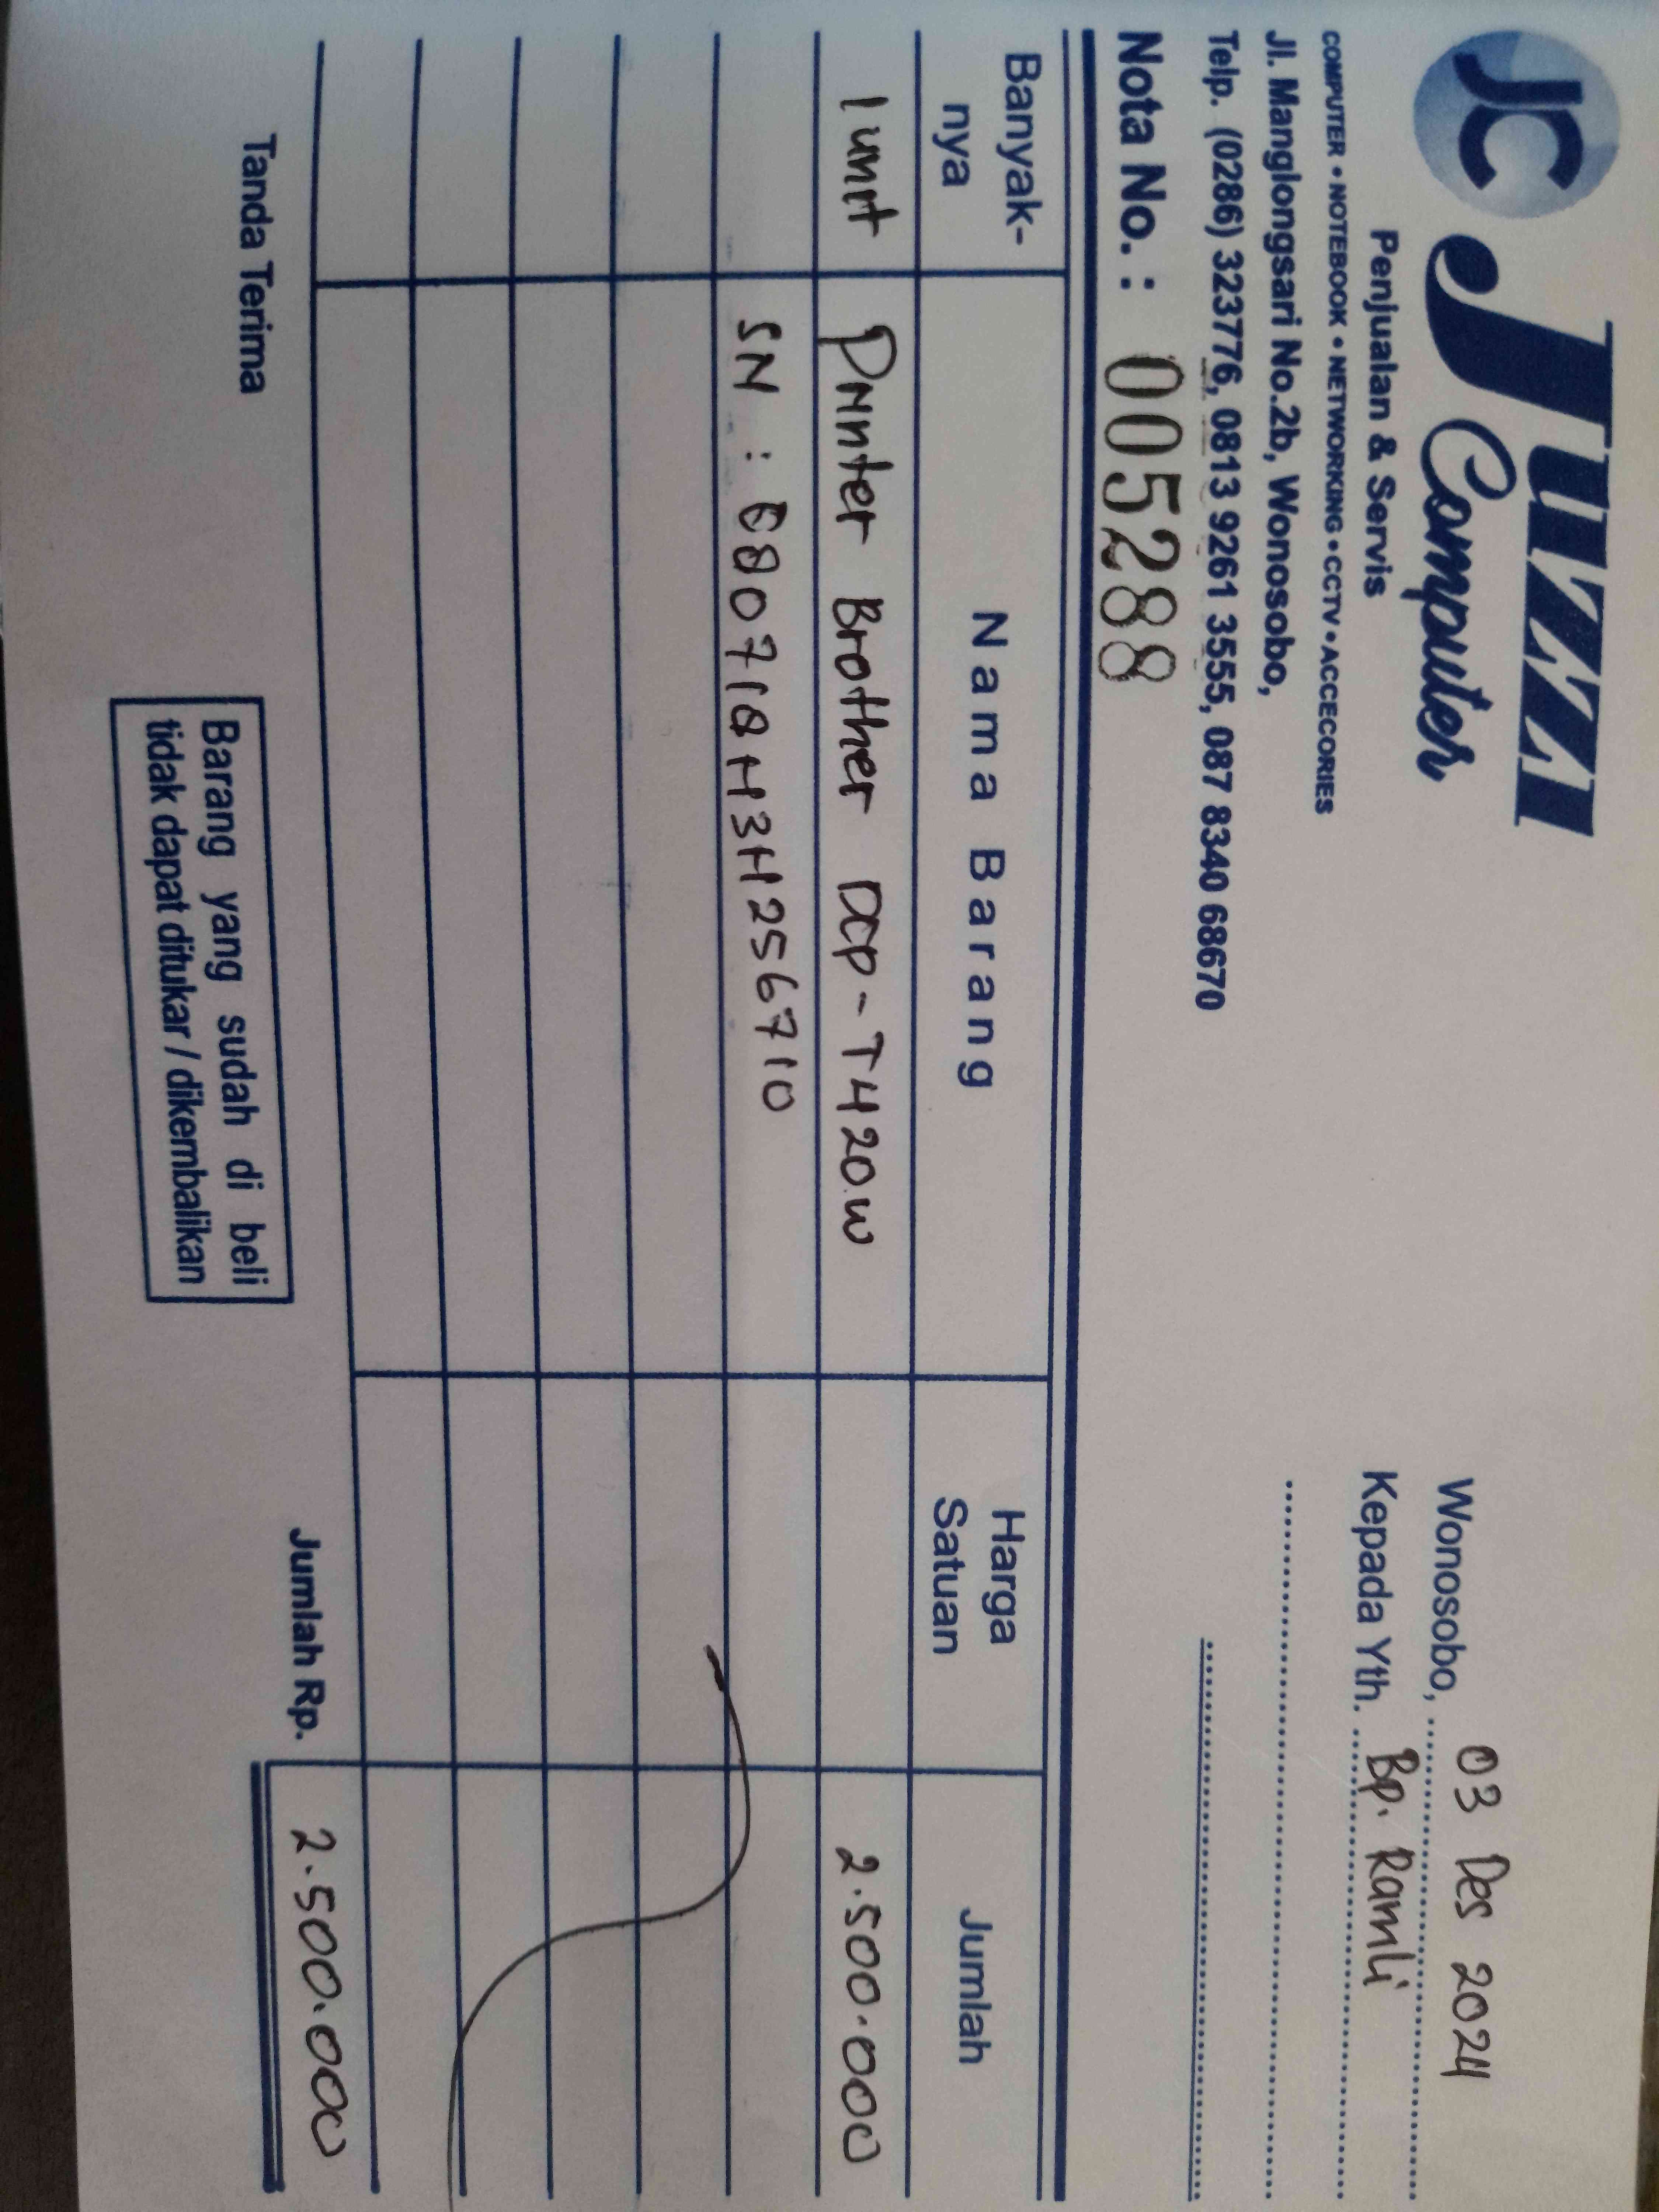 JC JUZZI
Computer
Penjualan & Servis
COMPUTER • NOTEBOOK • NETWORKING • CCTV • ACCECORIES
Jl. Manglongsari No.2b, Wonosobo,
Telp. (0286) 323776, 0813 9261 3555, 087 8340 68670
Nota No. : 005288
Wonosobo, 03 Des 2024
Kepada Yth. Bp. Ramli
Banyak-nya Nama Barang Harga Satuan Jumlah
1 unit Printer Brother DCP-T420W 2.500.000
SN :
Jumlah Rp. 2.500.000
Tanda Terima
Barang yang sudah di beli
tidak dapat ditukar / dikembalikan